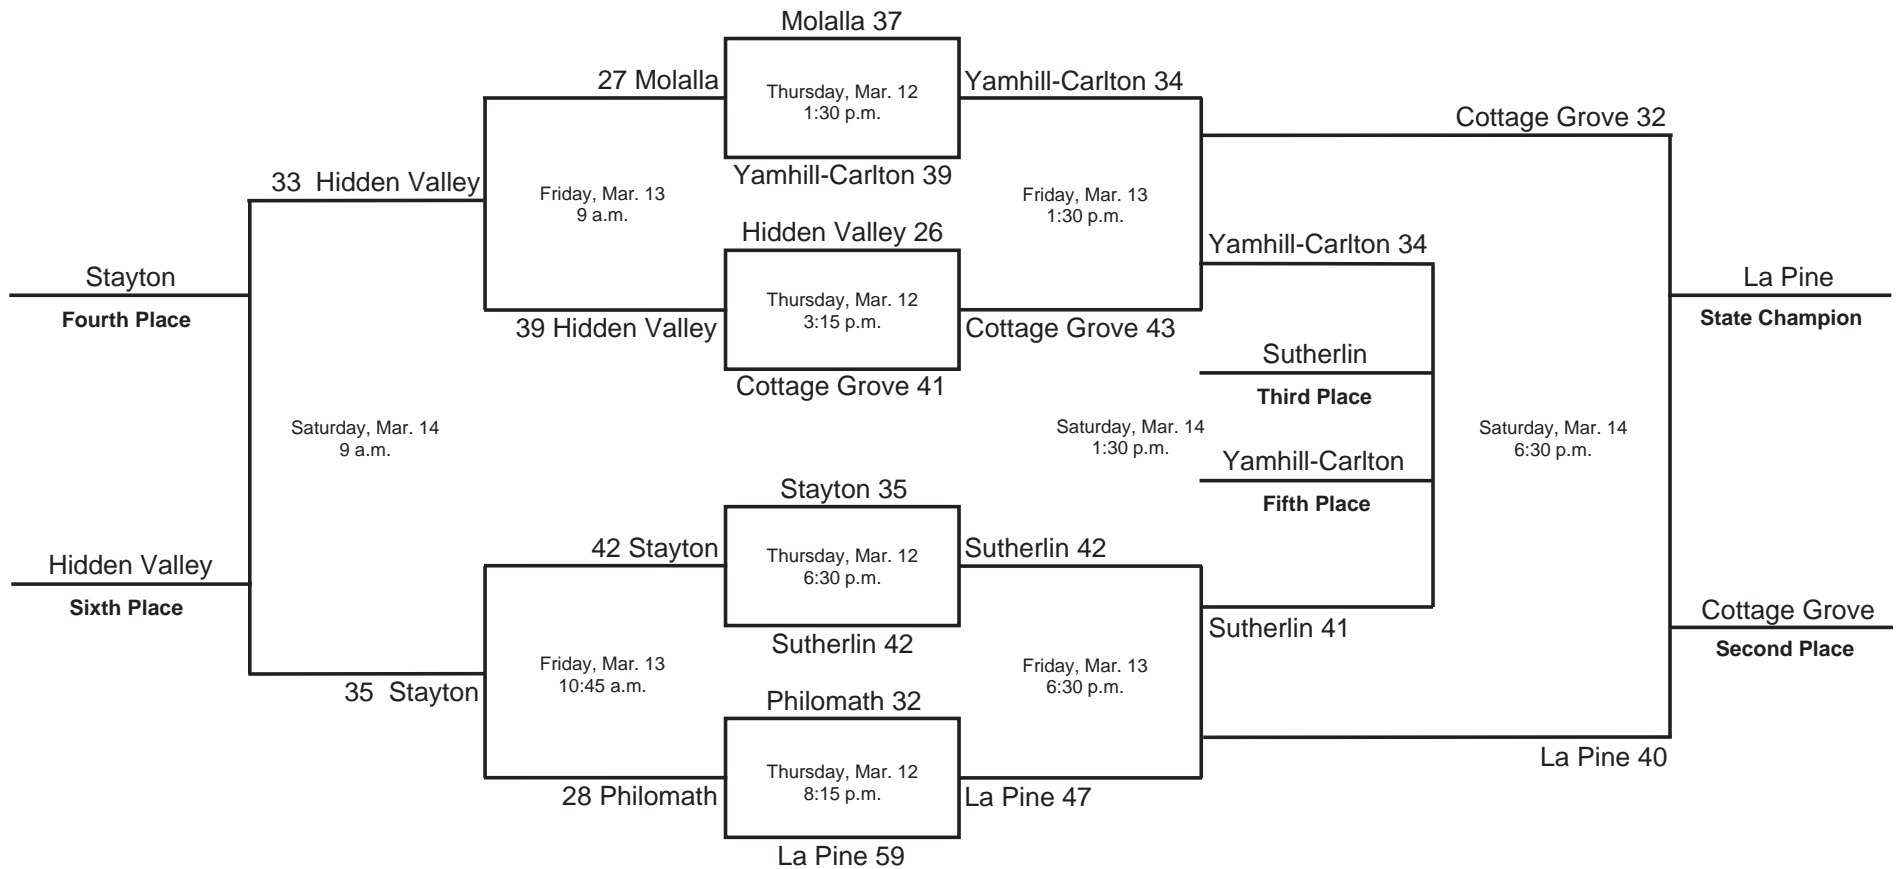 Molalla 37
27 Molalla
Thursday, Mar. 12
1:30 p.m.
Yamhill-Carlton 34
Cottage Grove 32
Yamhill-Carlton 39
33  Hidden Valley
Friday, Mar. 13
9 a.m.
Friday, Mar. 13
1:30 p.m.
Hidden Valley 26
Yamhill-Carlton 34
Stayton
Fourth Place
La Pine
State Champion
39 Hidden Valley
Thursday, Mar. 12
3:15 p.m.
Cottage Grove 43
Sutherlin
Third Place
Cottage Grove 41
Saturday, Mar. 14
9 a.m.
Saturday, Mar. 14
1:30 p.m.
Saturday, Mar. 14
6:30 p.m.
Yamhill-Carlton
Fifth Place
Stayton 35
42 Stayton
Thursday, Mar. 12
6:30 p.m.
Sutherlin 42
Hidden Valley
Sixth Place
Sutherlin 42
Sutherlin 41
Cottage Grove
Second Place
35  Stayton
Friday, Mar. 13
10:45 a.m.
Friday, Mar. 13
6:30 p.m.
Philomath 32
La Pine 40
28 Philomath
Thursday, Mar. 12
8:15 p.m.
La Pine 47
La Pine 59